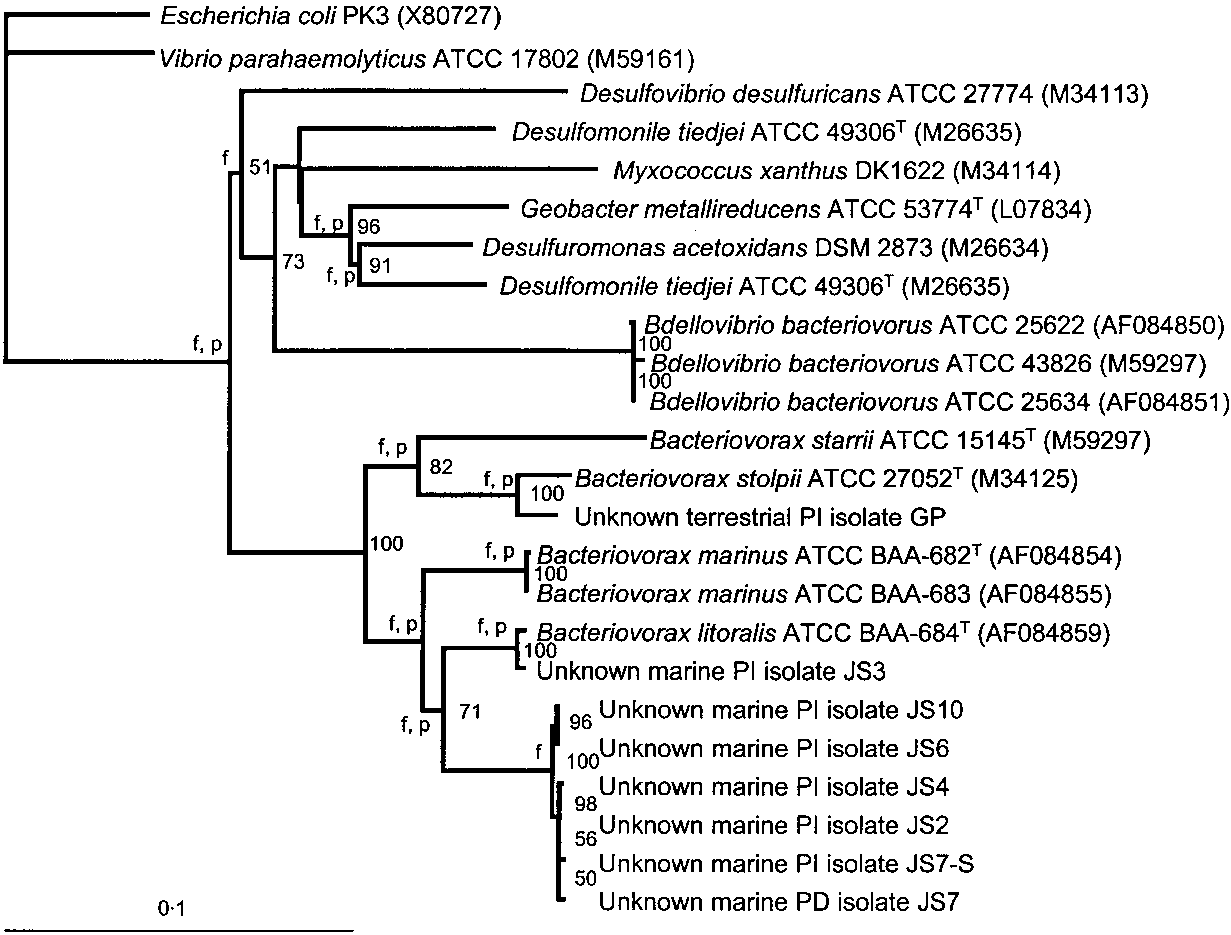 Escherichia coli PK3 (X80727)
Vibrio parahaemolyticus ATCC 17802 (M59161)
Desulfovibrio desulfuricans ATCC 27774 (M34113)
Desulfomonile tiedjei ATCC 49306ᵀ (M26635)
f
51
Myxococcus xanthus DK1622 (M34114)
Geobacter metallireducens ATCC 53774ᵀ (L07834)
f, p
96
Desulfuromonas acetoxidans DSM 2873 (M26634)
73
f, p
91
Desulfomonile tiedjei ATCC 49306ᵀ (M26635)
Bdellovibrio bacteriovorus ATCC 25622 (AF084850)
f, p
100
Bdellovibrio bacteriovorus ATCC 43826 (M59297)
100
Bdellovibrio bacteriovorus ATCC 25634 (AF084851)
Bacteriovorax starrii ATCC 15145ᵀ (M59297)
f, p
82
f, p
Bacteriovorax stolpii ATCC 27052ᵀ (M34125)
100
Unknown terrestrial PI isolate GP
100
f, p
Bacteriovorax marinus ATCC BAA-682ᵀ (AF084854)
100
Bacteriovorax marinus ATCC BAA-683 (AF084855)
f, p
f, p
Bacteriovorax litoralis ATCC BAA-684ᵀ (AF084859)
100
Unknown marine PI isolate JS3
f, p
71
96
Unknown marine PI isolate JS10
f
100
Unknown marine PI isolate JS6
Unknown marine PI isolate JS4
98
Unknown marine PI isolate JS2
56
Unknown marine PI isolate JS7-S
50
Unknown marine PD isolate JS7
0·1